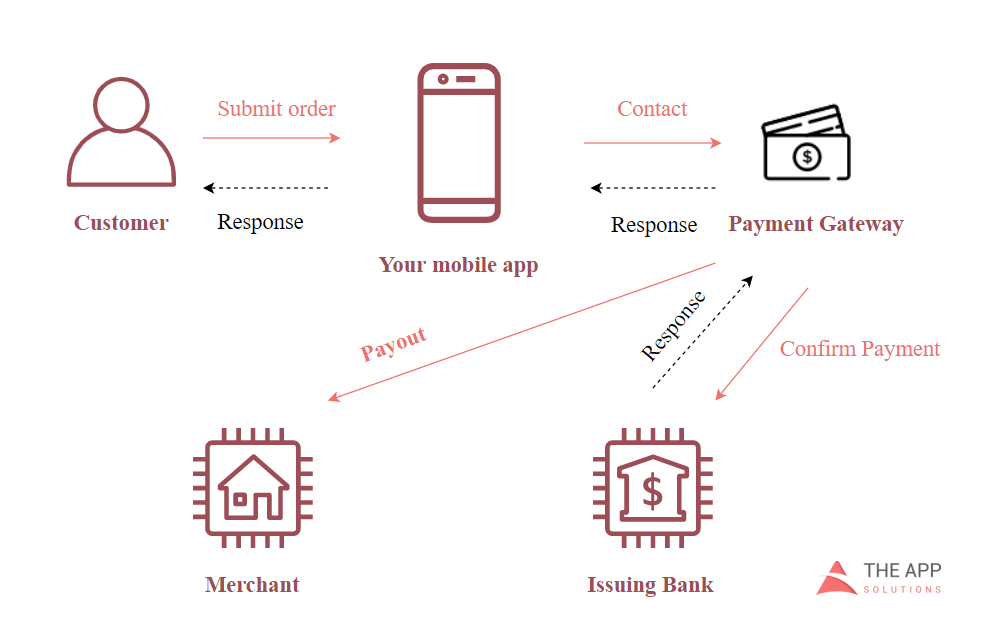 Submit order
Contact
$
Customer
Response
Response
Payment Gateway
Your mobile app
Payout
Response
Confirm Payment
$
Merchant
Issuing Bank
THE APP
SOLUTIONS